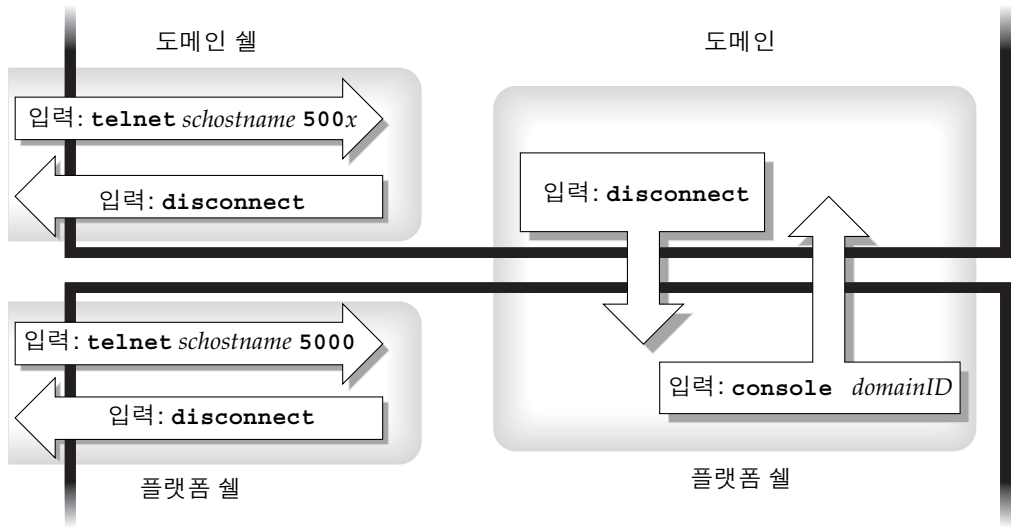 도메인 쉘
입력: telnet schostname 500x
입력: disconnect
입력: telnet schostname 5000
입력: disconnect
플랫폼 쉘
도메인
입력: disconnect
입력: console domainID
플랫폼 쉘